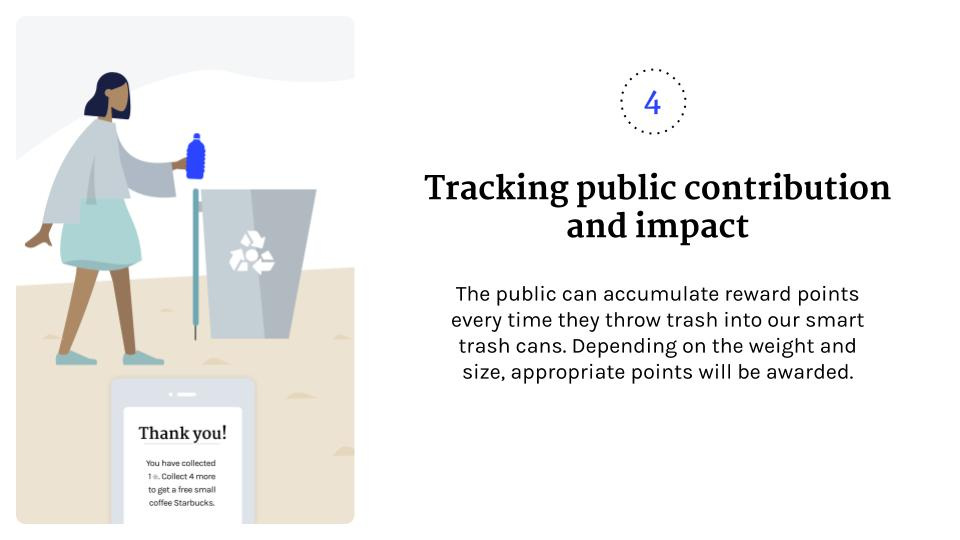 4
Tracking public contribution
and impact
The public can accumulate reward points
every time they throw trash into our smart
trash cans. Depending on the weight and
size, appropriate points will be awarded.
Thank you!
You have collected
1 . Collect 4 more
to get a free small
coffee Starbucks.